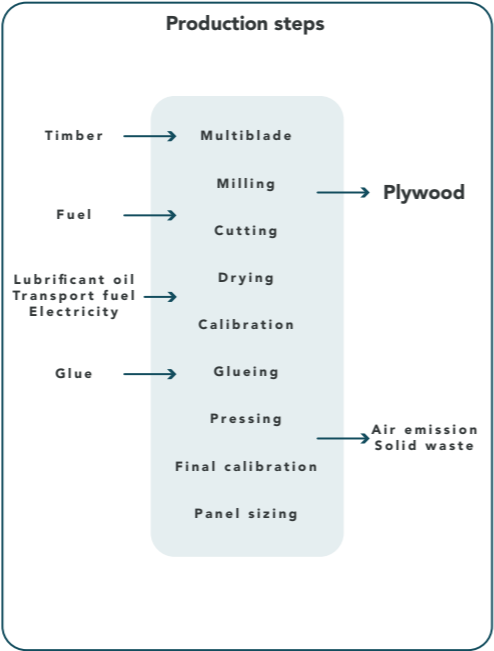 Production steps
Timber
Multiblade
Milling
Plywood
Fuel
Cutting
Drying
Lubrificant oil
Transport fuel
Electricity
Calibration
Glue
Glueing
Pressing
Air emission
Solid waste
Final calibration
Panel sizing